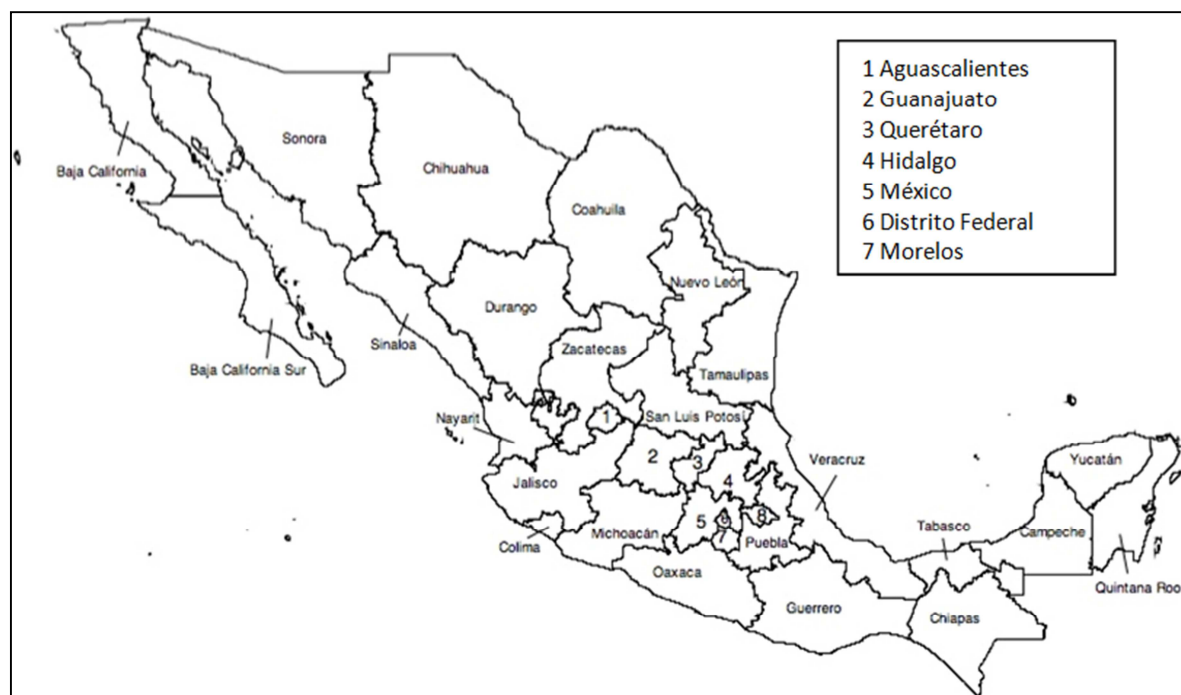 1 Aguascalientes
2 Guanajuato
3 Querétaro
4 Hidalgo
5 México
6 Distrito Federal
7 Morelos
Sonora
Baja California
Chihuahua
Coahuila
Nuevo León
Durango
Sinaloa
Zacatecas
Baja California Sur
Tamaulipas
Nayarit
1
San Luis Potosí
2
3
Veracruz
Yucatán
Jalisco
4
5
6
8
Tabasco
Campeche
Colima
Michoacán
7
Puebla
Oaxaca
Quintana Roo
Guerrero
Chiapas